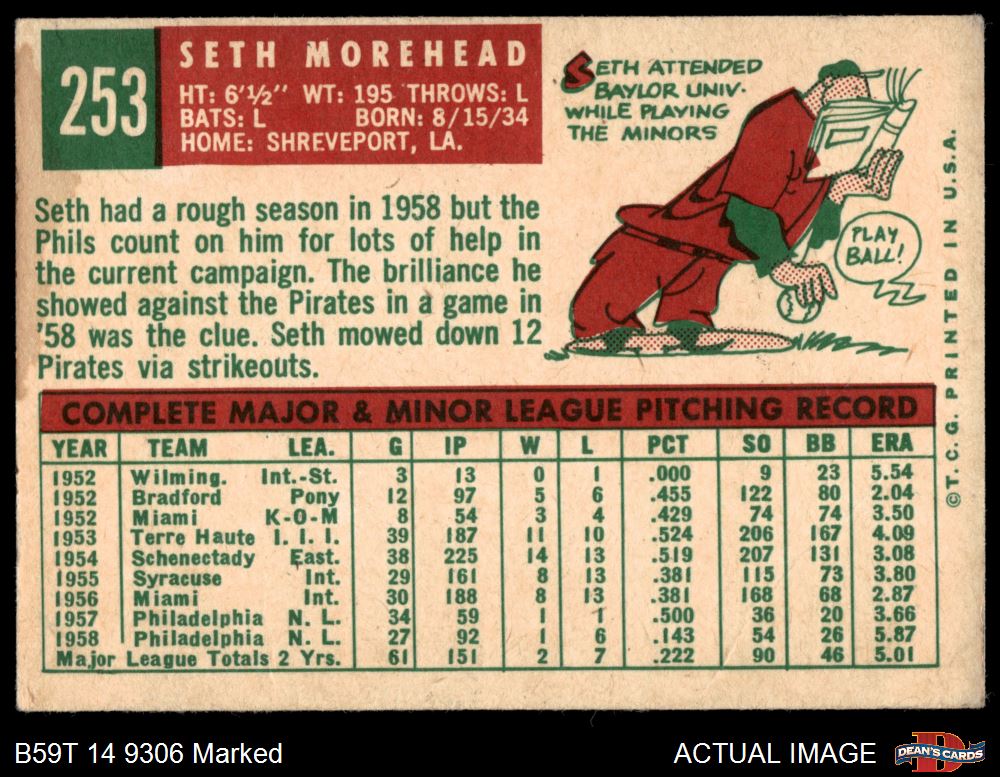 253
SETH MOREHEAD
HT: 6'½" WT: 195 THROWS: L
BATS: L BORN: 8/15/34
HOME: SHREVEPORT, LA.
SETH ATTENDED
BAYLOR UNIV.
WHILE PLAYING
THE MINORS
PLAY
BALL!
Seth had a rough season in 1958 but the
Phils count on him for lots of help in
the current campaign. The brilliance he
showed against the Pirates in a game in
'58 was the clue. Seth mowed down 12
Pirates via strikeouts.
COMPLETE MAJOR & MINOR LEAGUE PITCHING RECORD
YEAR TEAM LEA. G IP W L PCT SO BB ERA
1952 Wilming. Int.-St. 3 13 0 1 .000 9 23 5.54
1952 Bradford Pony 12 97 5 6 .455 122 80 2.04
1952 Miami K-O-M 8 54 3 4 .429 74 74 3.50
1953 Terre Haute I. I. I. 39 187 11 10 .524 206 167 4.09
1954 Schenectady East. 38 225 14 13 .519 207 131 3.08
1955 Syracuse Int. 29 161 8 13 .381 115 73 3.80
1956 Miami Int. 30 188 8 13 .381 168 68 2.87
1957 Philadelphia N. L. 34 59 1 1 .500 36 20 3.66
1958 Philadelphia N. L. 27 92 1 6 .143 54 26 5.87
Major League Totals 2 Yrs. 61 151 2 7 .222 90 46 5.01
©T. C. G. PRINTED IN U.S.A.
B59T 14 9306 Marked
ACTUAL IMAGE
DEAN'S CARDS